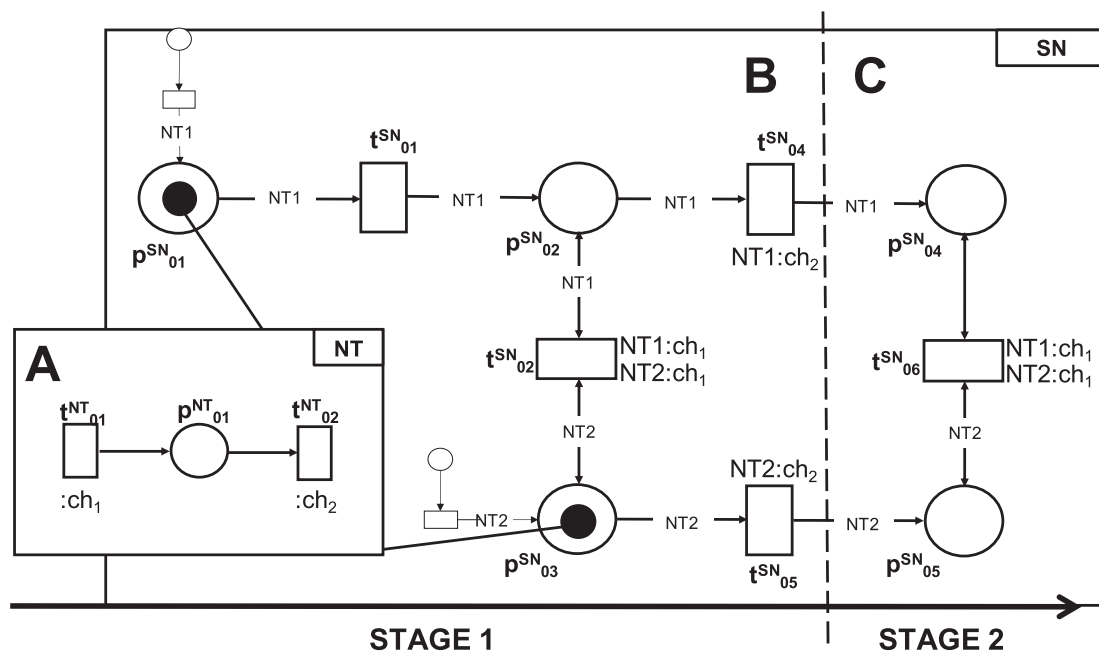 SN
B
C
NT1
t^SN_01
t^SN_04
NT1
NT1
NT1
NT1
p^SN_01
p^SN_02
p^SN_04
NT1:ch₂
NT1
NT
A
t^SN_02
NT1:ch₁
NT2:ch₁
t^SN_06
NT1:ch₁
NT2:ch₁
t^NT_01
p^NT_01
t^NT_02
:ch₁
:ch₂
NT2
NT2
NT2:ch₂
NT2
NT2
NT2
p^SN_03
t^SN_05
p^SN_05
STAGE 1
STAGE 2